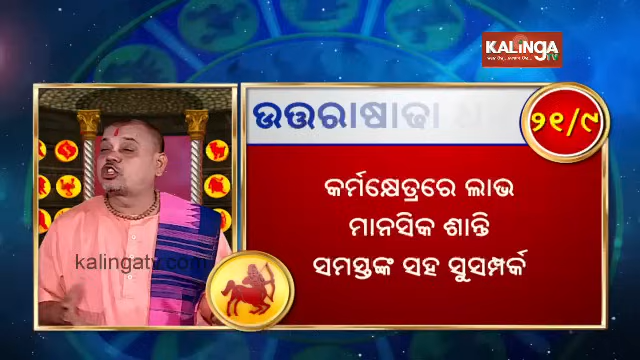 KALINGA TV
ଉତ୍ତରାଷାଢା
୨୧/୯
କର୍ମକ୍ଷେତ୍ରରେ ଲାଭ
ମାନସିକ ଶାନ୍ତି
ସମସ୍ତଙ୍କ ସହ ସୁସମ୍ପର୍କ
kalingatv.com